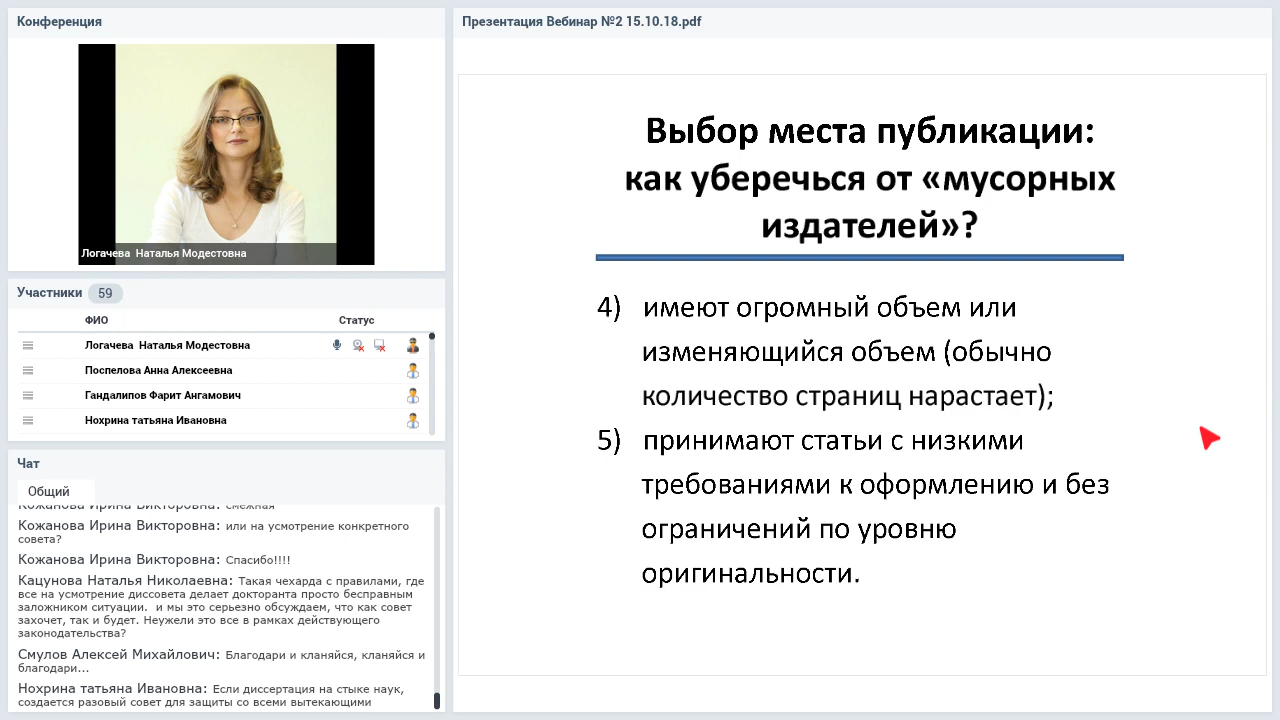 Конференция
Логачева  Наталья Модестовна
Участники 59
ФИО Статус
Логачева  Наталья Модестовна
Поспелова Анна Алексеевна
Гандалипов Фарит Ангамович
Нохрина татьяна Ивановна
Чат
Общий
Кожанова Ирина Викторовна: смежная
Кожанова Ирина Викторовна: или на усмотрение конкретного
совета?
Кожанова Ирина Викторовна: Спасибо!!!!
Кацунова Наталья Николаевна: Такая чехарда с правилами, где
все на усмотрение диссовета делает докторанта просто бесправным
заложником ситуации.  и мы это серьезно обсуждаем, что как совет
захочет, так и будет. Неужели это все в рамках действующего
законодательства?
Смулов Алексей Михайлович: Благодари и кланяйся, кланяйся и
благодари...
Нохрина татьяна Ивановна: Если диссертация на стыке наук,
создается разовый совет для защиты со всеми вытекающими
Презентация Вебинар №2 15.10.18.pdf
Выбор места публикации:
как уберечься от «мусорных
издателей»?
4) имеют огромный объем или
изменяющийся объем (обычно
количество страниц нарастает);
5) принимают статьи с низкими
требованиями к оформлению и без
ограничений по уровню
оригинальности.